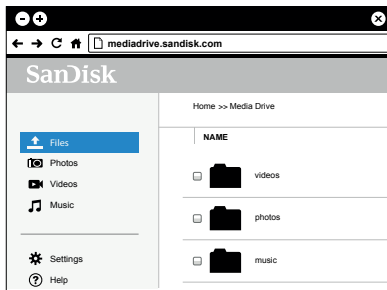 mediadrive.sandisk.com
SanDisk
Home >> Media Drive
NAME
Files
Photos
Videos
Music
Settings
Help
videos
photos
music